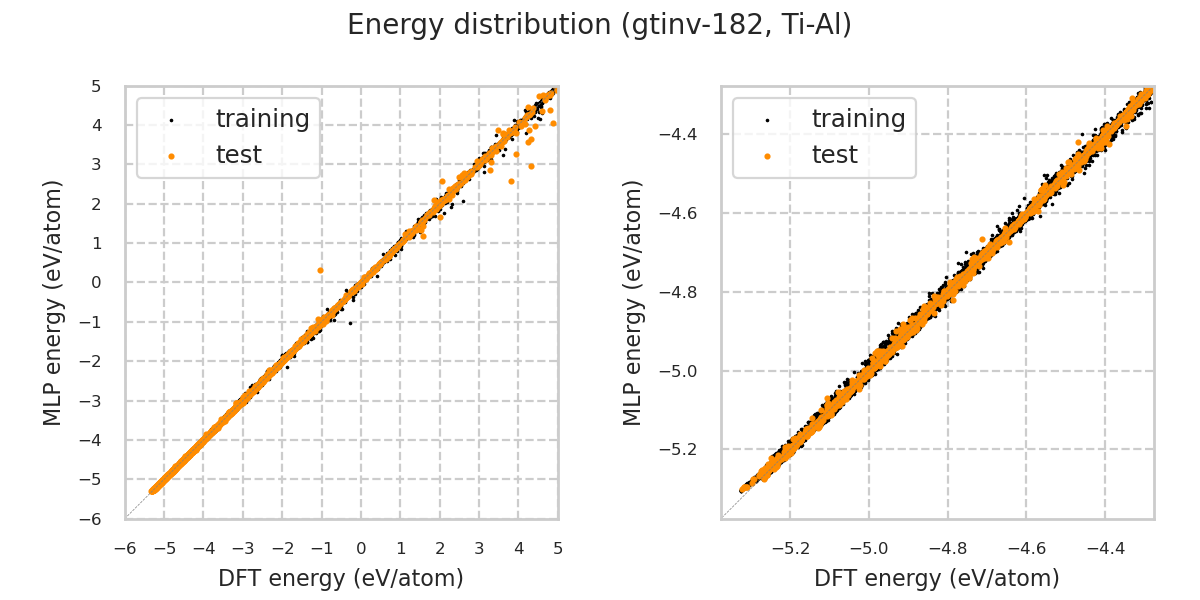 Energy distribution (gtinv-182, Ti-Al)
training
test
MLP energy (eV/atom)
5
4
3
2
1
0
−1
−2
−3
−4
−5
−6
−6 −5 −4 −3 −2 −1 0 1 2 3 4 5
DFT energy (eV/atom)
training
test
MLP energy (eV/atom)
−4.4
−4.6
−4.8
−5.0
−5.2
−5.2 −5.0 −4.8 −4.6 −4.4
DFT energy (eV/atom)